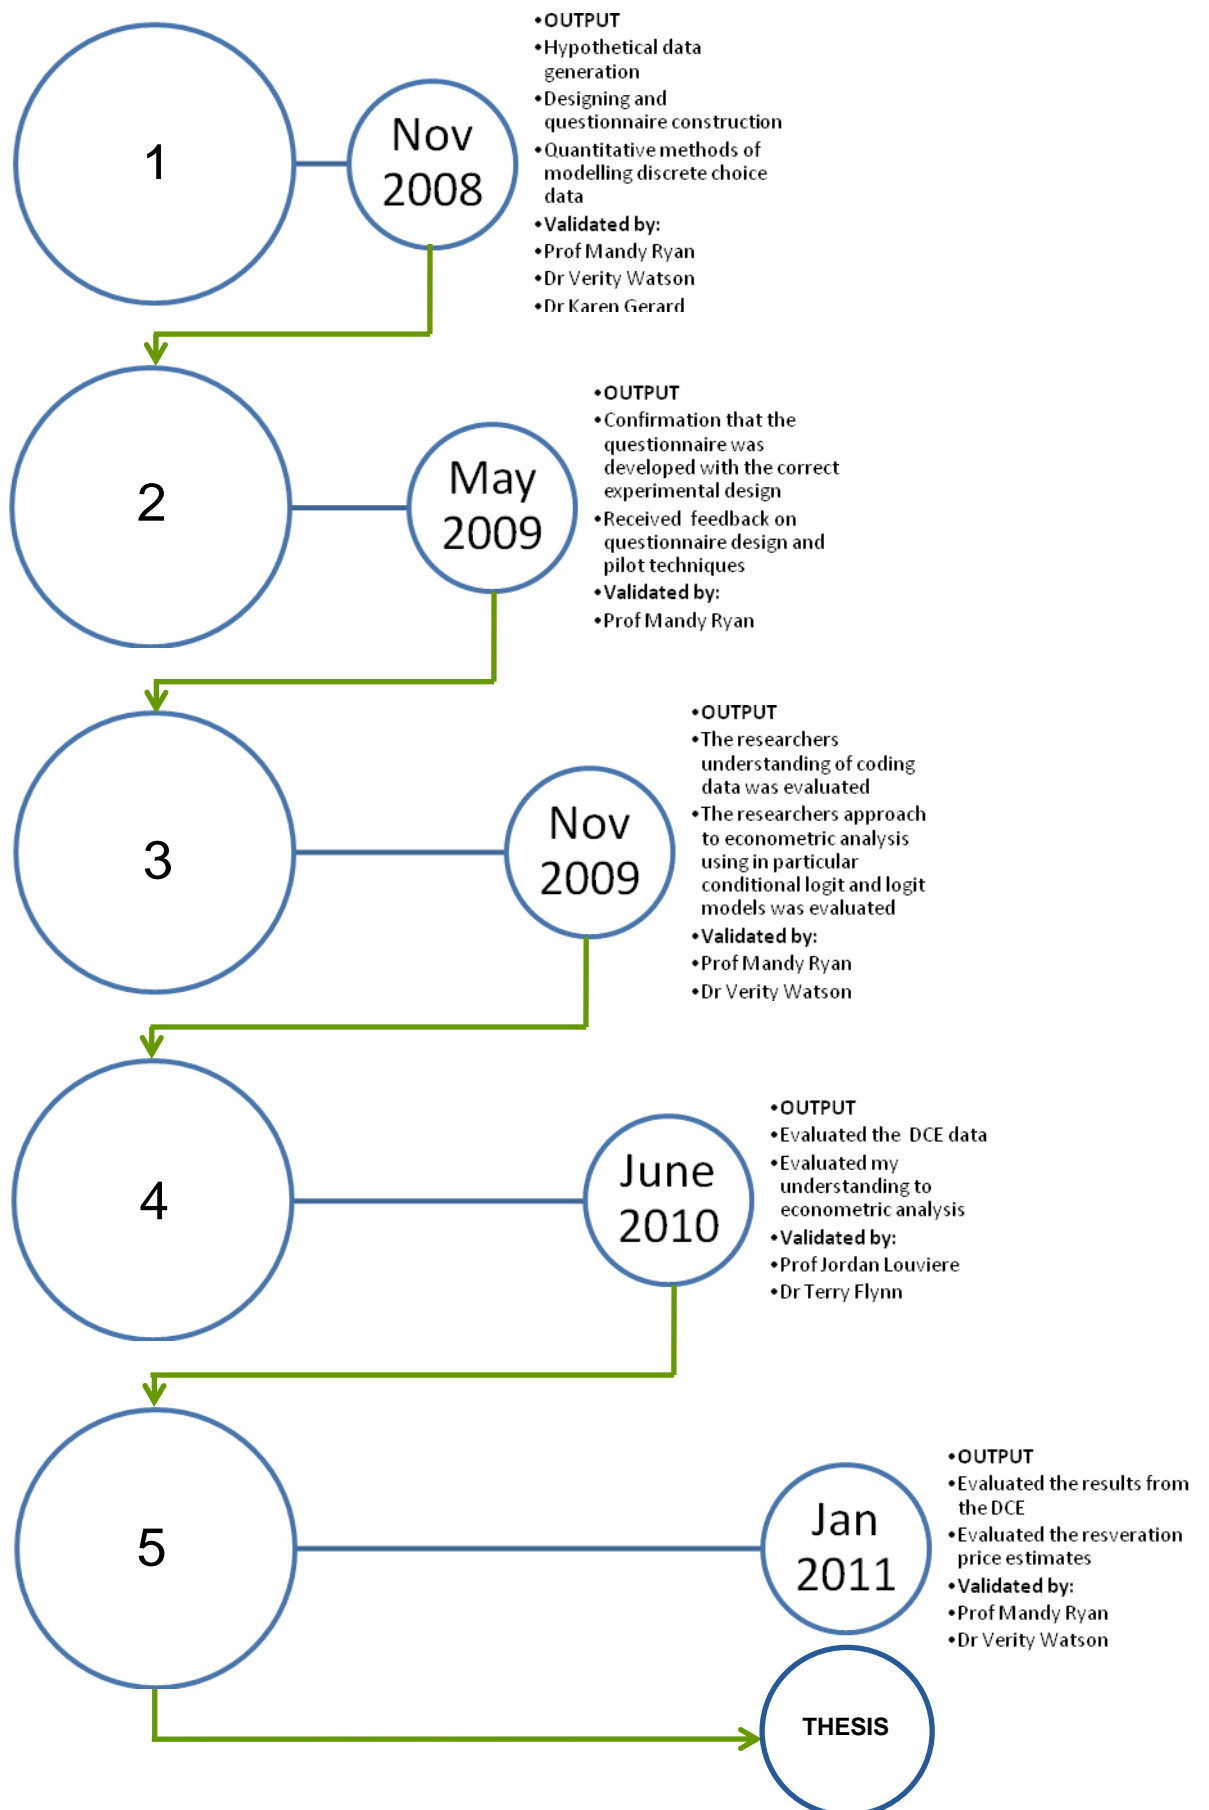 1
Nov
2008
•OUTPUT
•Hypothetical data
generation
•Designing and
questionnaire construction
•Quantitative methods of
modelling discrete choice
data
•Validated by:
•Prof Mandy Ryan
•Dr Verity Watson
•Dr Karen Gerard
2
May
2009
•OUTPUT
•Confirmation that the
questionnaire was
developed with the correct
experimental design
•Received feedback on
questionnaire design and
pilot techniques
•Validated by:
•Prof Mandy Ryan
3
Nov
2009
•OUTPUT
•The researchers
understanding of coding
data was evaluated
•The researchers approach
to econometric analysis
using in particular
conditional logit and logit
models was evaluated
•Validated by:
•Prof Mandy Ryan
•Dr Verity Watson
4
June
2010
•OUTPUT
•Evaluated the DCE data
•Evaluated my
understanding to
econometric analysis
•Validated by:
•Prof Jordan Louviere
•Dr Terry Flynn
5
Jan
2011
•OUTPUT
•Evaluated the results from
the DCE
•Evaluated the resveration
price estimates
•Validated by:
•Prof Mandy Ryan
•Dr Verity Watson
THESIS